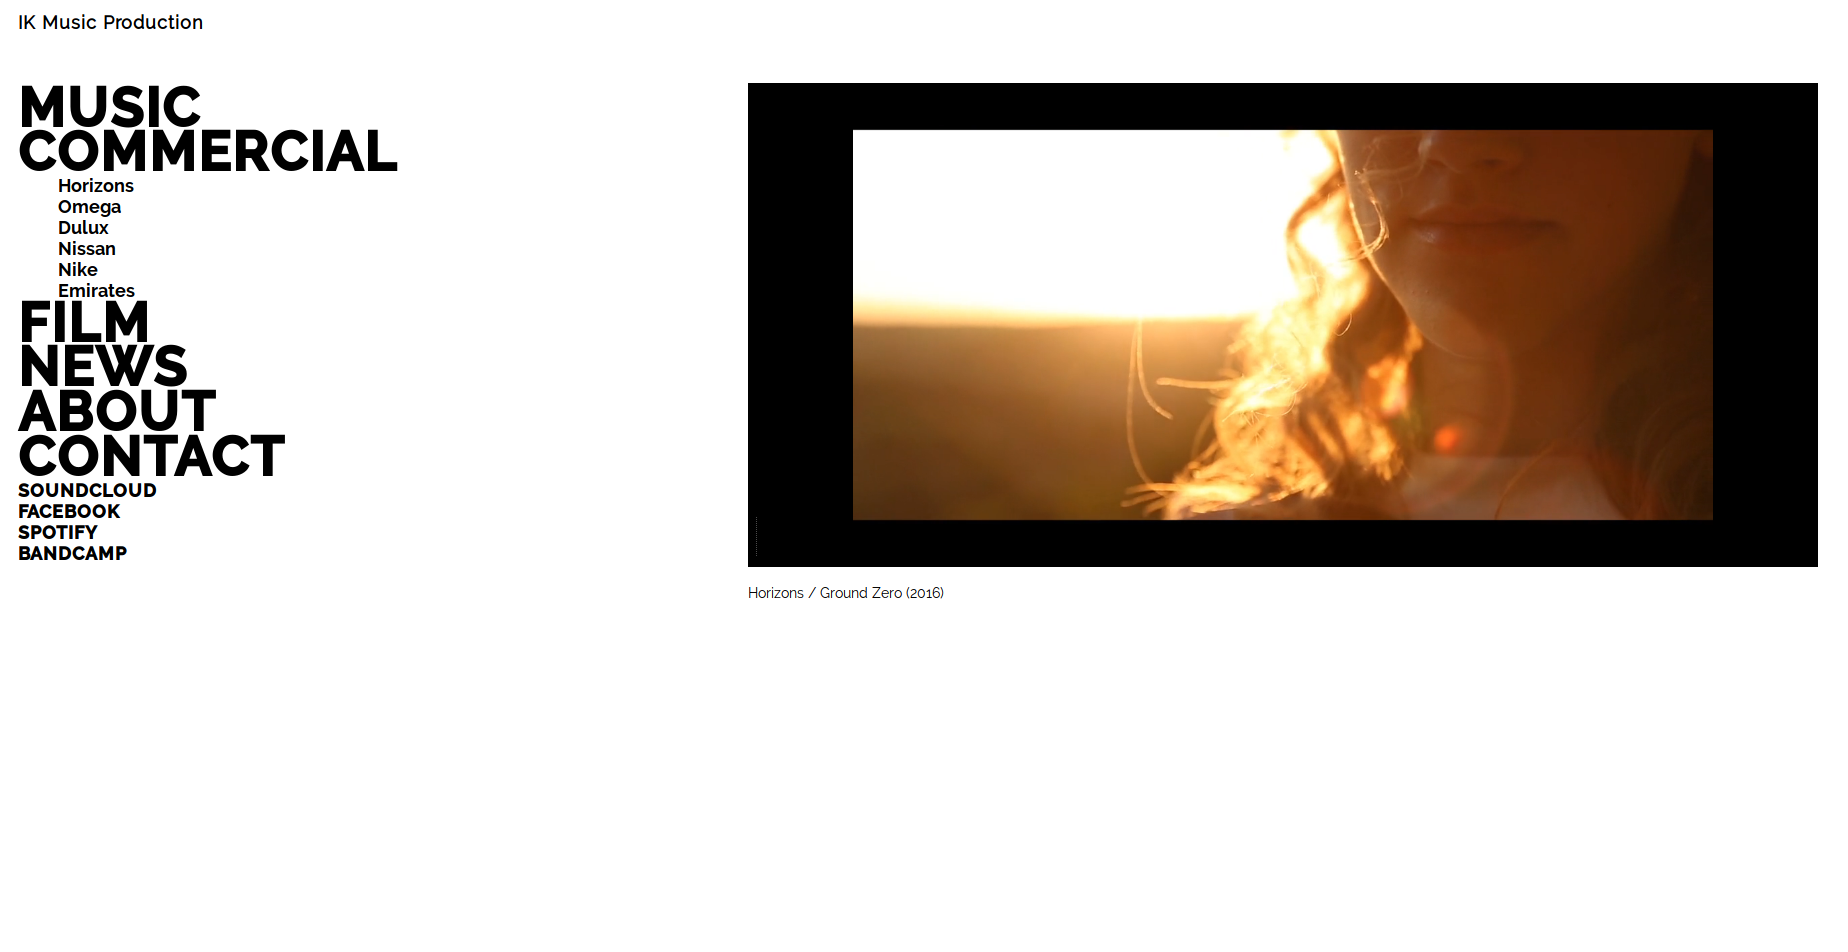 IK Music Production
MUSIC
COMMERCIAL
Horizons
Omega
Dulux
Nissan
Nike
Emirates
FILM
NEWS
ABOUT
CONTACT
SOUNDCLOUD
FACEBOOK
SPOTIFY
BANDCAMP
Horizons / Ground Zero (2016)